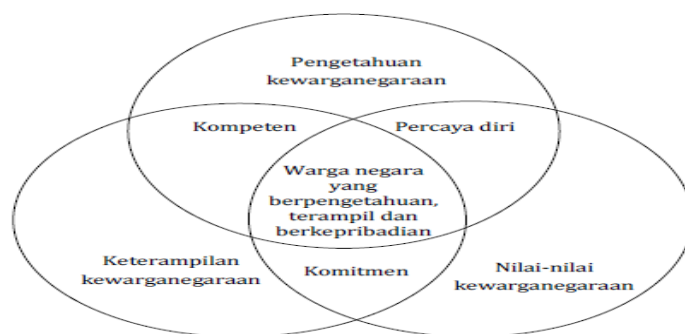 Pengetahuan
kewarganegaraan
Kompeten
Percaya diri
Warga negara
yang
berpengetahuan,
terampil dan
berkepribadian
Keterampilan
kewarganegaraan
Komitmen
Nilai-nilai
kewarganegaraan